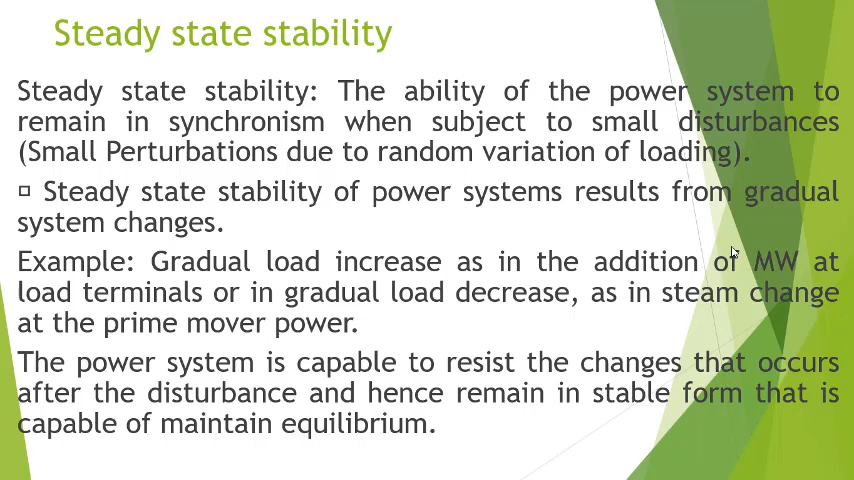 Steady state stability
Steady state stability: The ability of the power system to
remain in synchronism when subject to small disturbances
(Small Perturbations due to random variation of loading).
□ Steady state stability of power systems results from gradual
system changes.
Example: Gradual load increase as in the addition of MW at
load terminals or in gradual load decrease, as in steam change
at the prime mover power.
The power system is capable to resist the changes that occurs
after the disturbance and hence remain in stable form that is
capable of maintain equilibrium.